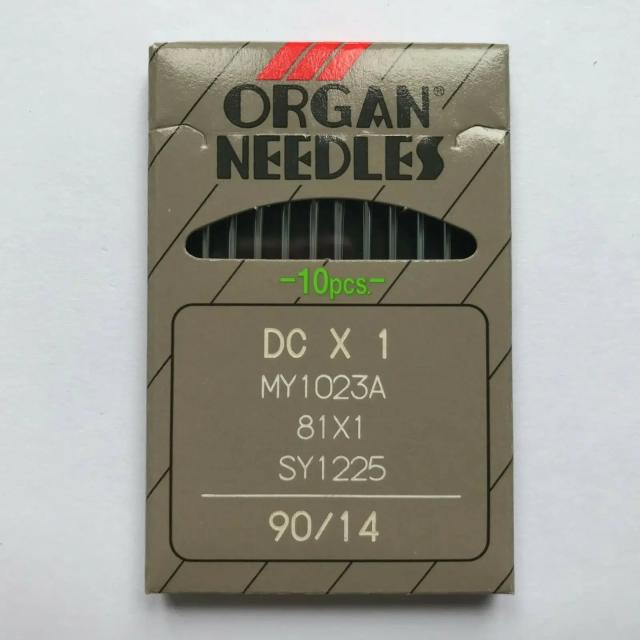 ORGAN®
NEEDLES
-10pcs.-
DC X 1
MY1023A
81X1
SY1225
90/14